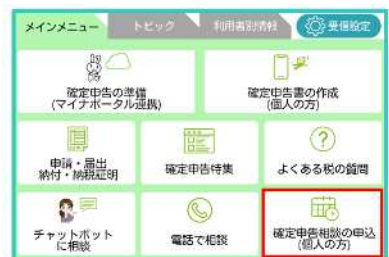 メインメニュー
トピック
利用者別情報
受信設定
確定申告の準備
(マイナポータル連携)
確定申告書の作成
(個人の方)
申請・届出
納付・納税証明
確定申告特集
よくある税の質問
チャットボット
に相談
電話で相談
確定申告相談の申込
(個人の方)